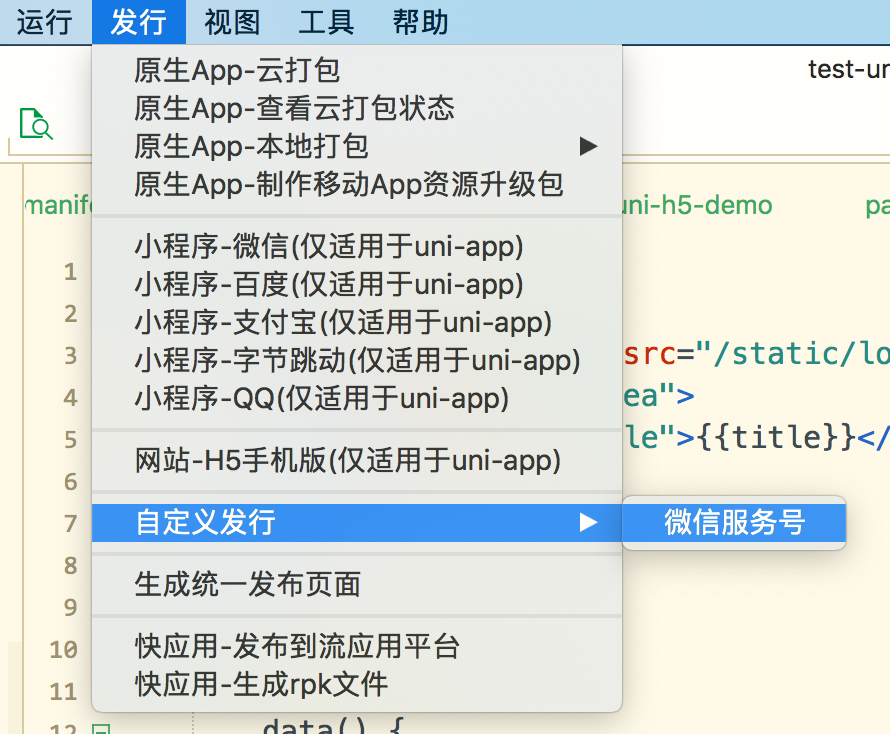 运行 发行 视图 工具 帮助
原生App-云打包
test-un
原生App-查看云打包状态
原生App-本地打包
原生App-制作移动App资源升级包
manife
uni-h5-demo
pa
小程序-微信(仅适用于uni-app)
1
小程序-百度(仅适用于uni-app)
2
小程序-支付宝(仅适用于uni-app)
3
src="/static/lo
小程序-字节跳动(仅适用于uni-app)
4
小程序-QQ(仅适用于uni-app)
ea">
5
le">{{title}}</
网站-H5手机版(仅适用于uni-app)
6
7
自定义发行
微信服务号
8
生成统一发布页面
9
10
快应用-发布到流应用平台
11
快应用-生成rpk文件
12
data() {